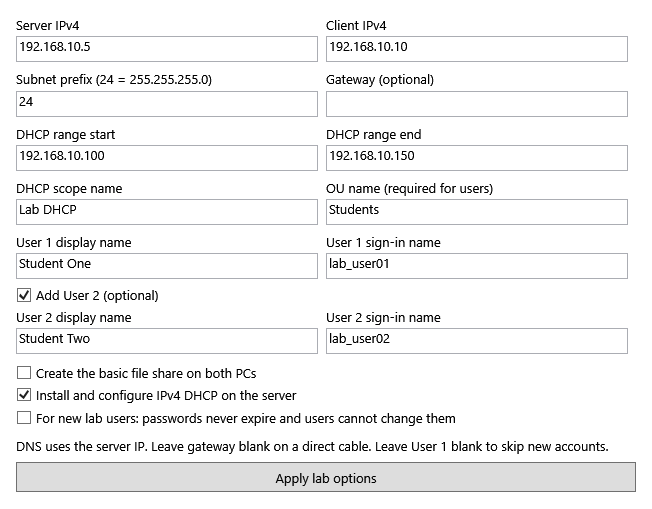 Server IPv4
Client IPv4
192.168.10.5
192.168.10.10
Subnet prefix (24 = 255.255.255.0)
Gateway (optional)
24
DHCP range start
DHCP range end
192.168.10.100
192.168.10.150
DHCP scope name
OU name (required for users)
Lab DHCP
Students
User 1 display name
User 1 sign-in name
Student One
lab_user01
Add User 2 (optional)
User 2 display name
User 2 sign-in name
Student Two
lab_user02
Create the basic file share on both PCs
Install and configure IPv4 DHCP on the server
For new lab users: passwords never expire and users cannot change them
DNS uses the server IP. Leave gateway blank on a direct cable. Leave User 1 blank to skip new accounts.
Apply lab options